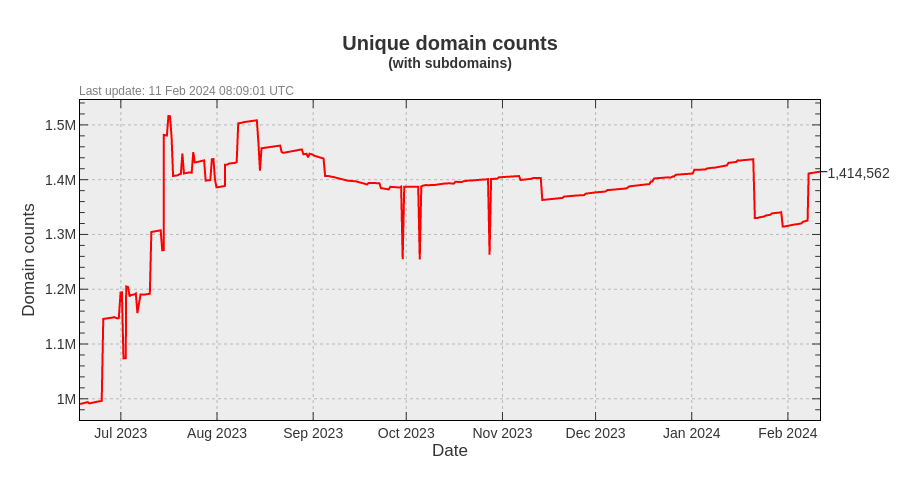 Unique domain counts
(with subdomains)
Last update: 11 Feb 2024 08:09:01 UTC
1.5M
1.4M
1,414,562
1.3M
1.2M
1.1M
1M
Domain counts
Jul 2023 Aug 2023 Sep 2023 Oct 2023 Nov 2023 Dec 2023 Jan 2024 Feb 2024
Date